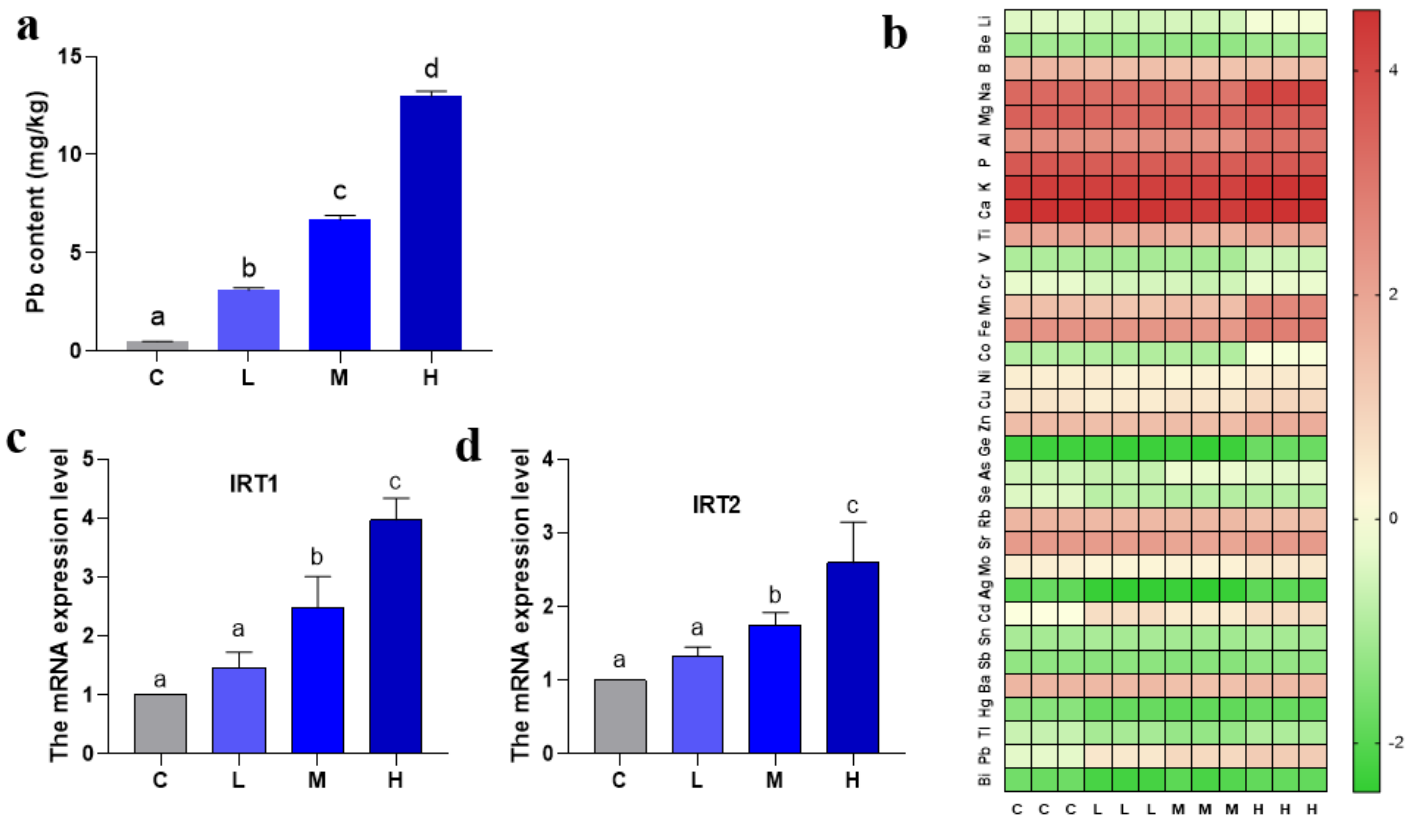 a
Pb content (mg/kg)
15
10
5
0
a
b
c
d
C L M H
b
Li
Be
B
Na
Mg
Al
P
K
Ca
Ti
V
Cr
Mn
Fe
Co
Ni
Cu
Zn
Ge
As
Se
Rb
Sr
Mo
Ag
Cd
Sn
Sb
Ba
Hg
Tl
Pb
Bi
C C C L L L M M M H H H
4
2
0
-2
c
The mRNA expression level
5
4
3
2
1
0
IRT1
a
a
b
c
C L M H
d
The mRNA expression level
4
3
2
1
0
IRT2
a
a
b
c
C L M H